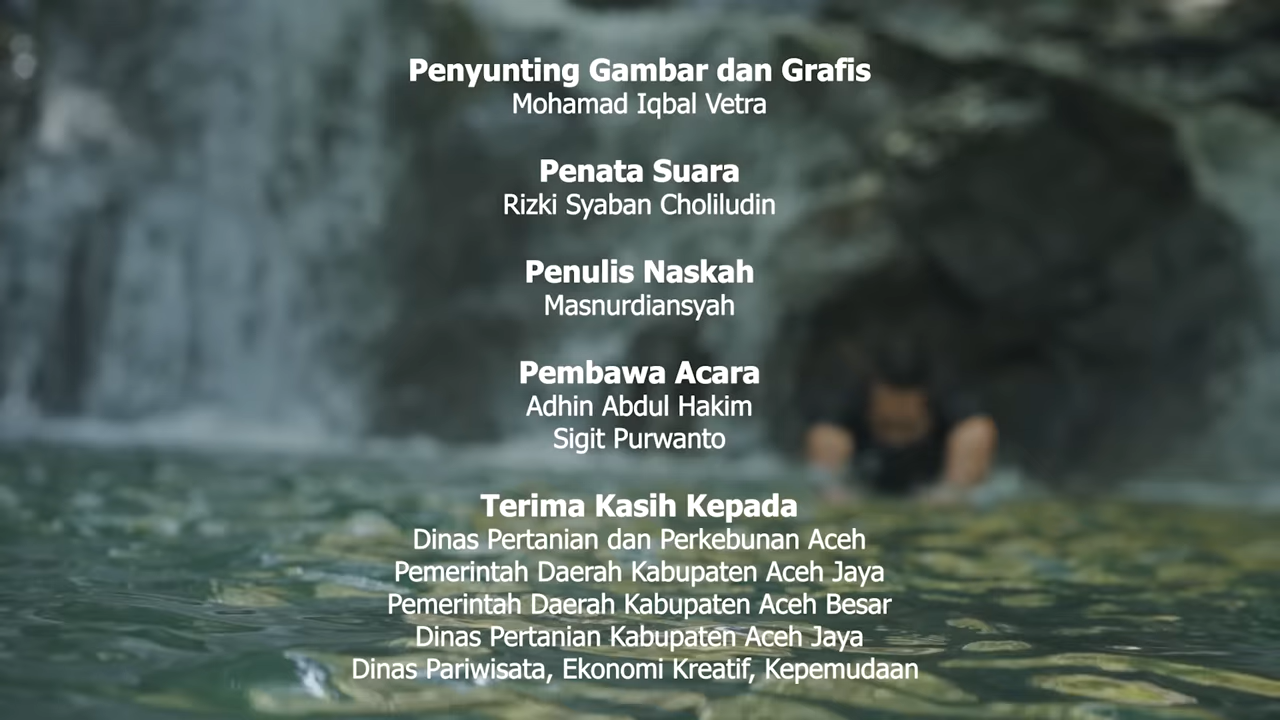 Penyunting Gambar dan Grafis
Mohamad Iqbal Vetra
Penata Suara
Rizki Syaban Choliludin
Penulis Naskah
Masnurdiansyah
Pembawa Acara
Adhin Abdul Hakim
Sigit Purwanto
Terima Kasih Kepada
Dinas Pertanian dan Perkebunan Aceh
Pemerintah Daerah Kabupaten Aceh Jaya
Pemerintah Daerah Kabupaten Aceh Besar
Dinas Pertanian Kabupaten Aceh Jaya
Dinas Pariwisata, Ekonomi Kreatif, Kepemudaan